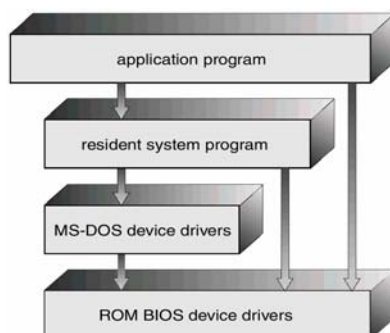 application program
resident system program
MS-DOS device drivers
ROM BIOS device drivers